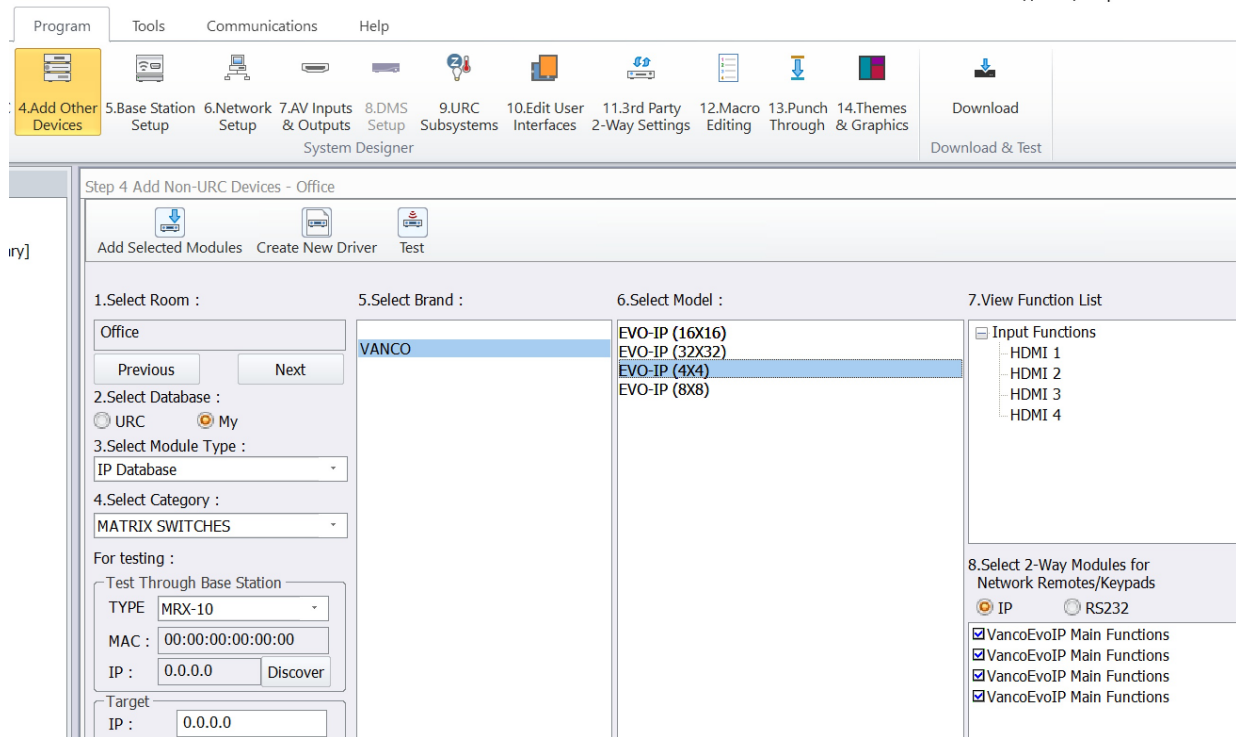 Program Tools Communications Help
4.Add Other Devices
5.Base Station Setup
6.Network Setup
7.AV Inputs & Outputs
8.DMS Setup
9.URC Subsystems
10.Edit User Interfaces
11.3rd Party 2-Way Settings
12.Macro Editing
13.Punch Through
14.Themes & Graphics
Download
System Designer
Download & Test
Step 4 Add Non-URC Devices - Office
Add Selected Modules Create New Driver Test
1.Select Room :
Office
Previous Next
2.Select Database :
URC My
3.Select Module Type :
IP Database
4.Select Category :
MATRIX SWITCHES
For testing :
Test Through Base Station
TYPE MRX-10
MAC : 00:00:00:00:00:00
IP : 0.0.0.0 Discover
Target
IP : 0.0.0.0
5.Select Brand :
VANCO
6.Select Model :
EVO-IP (16X16)
EVO-IP (32X32)
EVO-IP (4X4)
EVO-IP (8X8)
7.View Function List
Input Functions
HDMI 1
HDMI 2
HDMI 3
HDMI 4
8.Select 2-Way Modules for
Network Remotes/Keypads
IP RS232
VancoEvoIP Main Functions
VancoEvoIP Main Functions
VancoEvoIP Main Functions
VancoEvoIP Main Functions